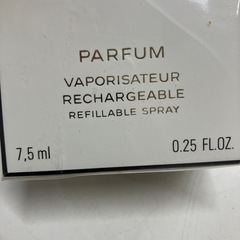 PARFUM
VAPORISATEUR
RECHARGEABLE
REFILLABLE SPRAY
7,5 ml 0.25 FL.OZ.